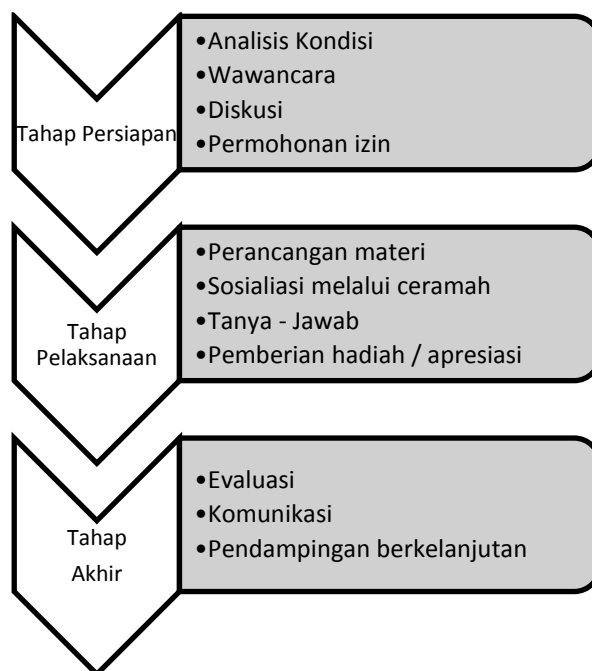 Tahap Persiapan
•Analisis Kondisi
•Wawancara
•Diskusi
•Permohonan izin
Tahap
Pelaksanaan
•Perancangan materi
•Sosialiasi melalui ceramah
•Tanya - Jawab
•Pemberian hadiah / apresiasi
Tahap
Akhir
•Evaluasi
•Komunikasi
•Pendampingan berkelanjutan